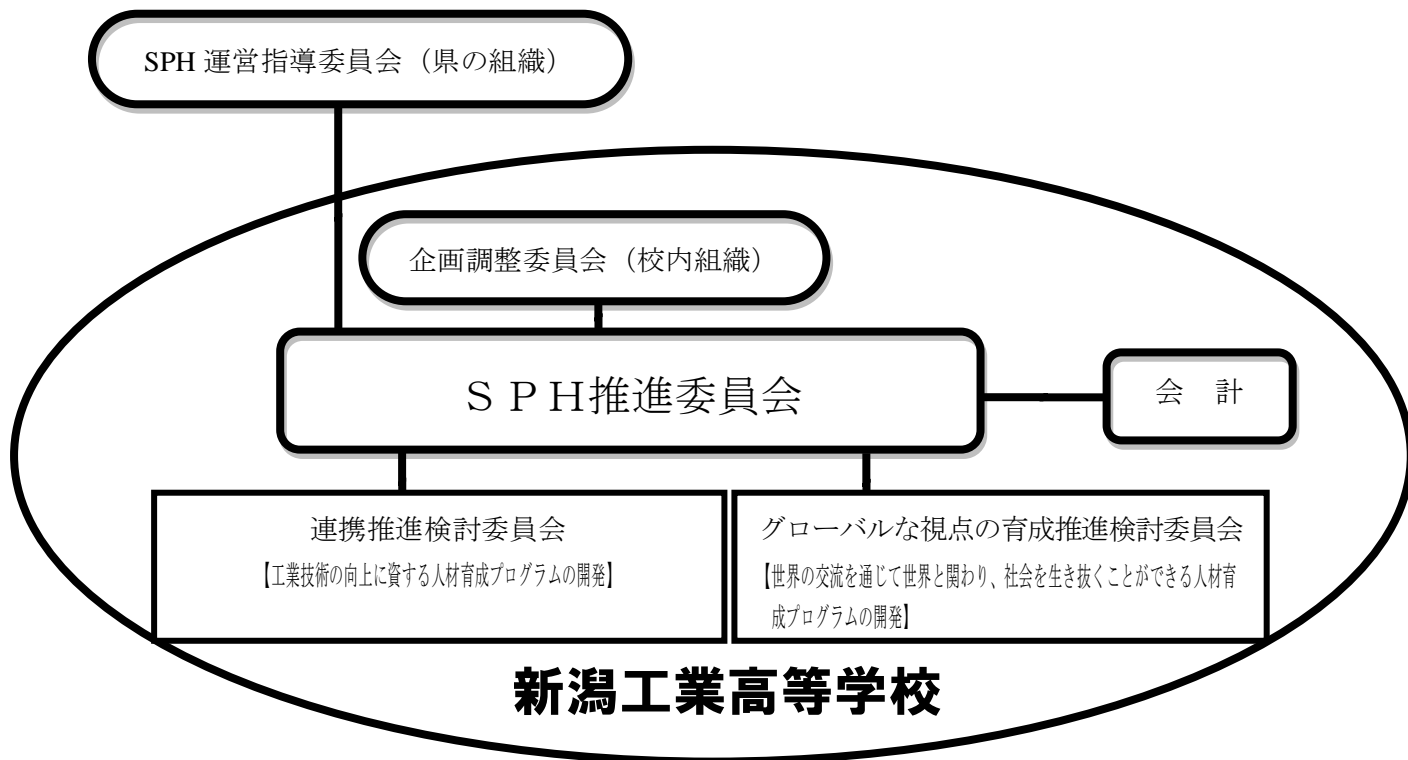 SPH 運営指導委員会（県の組織）
企画調整委員会（校内組織）
ＳＰＨ推進委員会
会　計
連携推進検討委員会
【工業技術の向上に資する人材育成プログラムの開発】
グローバルな視点の育成推進検討委員会
【世界の交流を通じて世界と関わり、社会を生き抜くことができる人材育
成プログラムの開発】
新潟工業高等学校